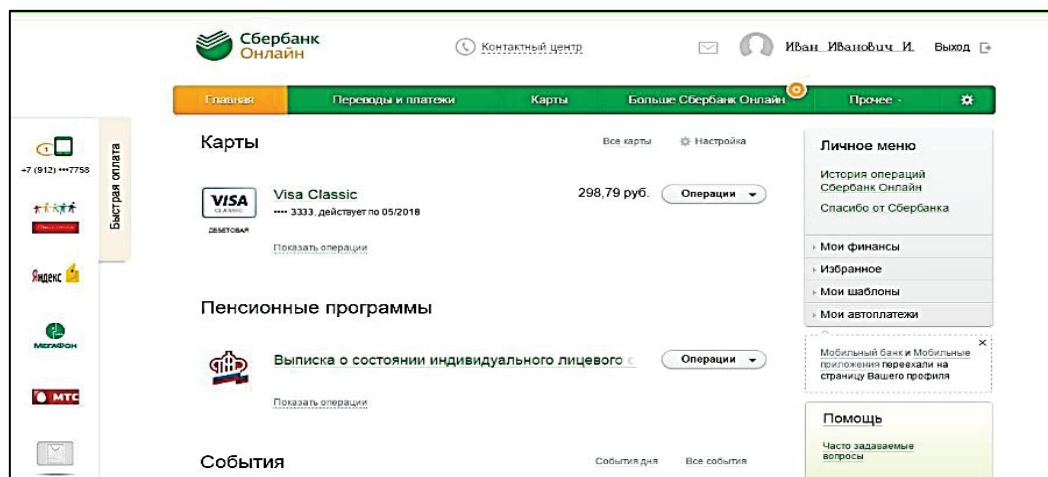 Сбербанк
Онлайн
Контактный центр
Иван Иванович И.
Выход
Главная
Переводы и платежи
Карты
Больше Сбербанк Онлайн
Прочее
+7 (912) •••7758
Быстрая оплата
Яндекс
МЕГАФОН
МТС
Карты
Все карты
Настройка
VISA
CLASSIC
ДЕБЕТОВАЯ
Visa Classic
•••• 3333, действует по 05/2018
298,79 руб.
Операции
Показать операции
Пенсионные программы
Выписка о состоянии индивидуального лицевого с
Операции
Показать операции
События
События дня
Все события
Личное меню
История операций
Сбербанк Онлайн
Спасибо от Сбербанка
Мои финансы
Избранное
Мои шаблоны
Мои автоплатежи
Мобильный банк и Мобильные
приложения переехали на
страницу Вашего профиля
Помощь
Часто задаваемые
вопросы